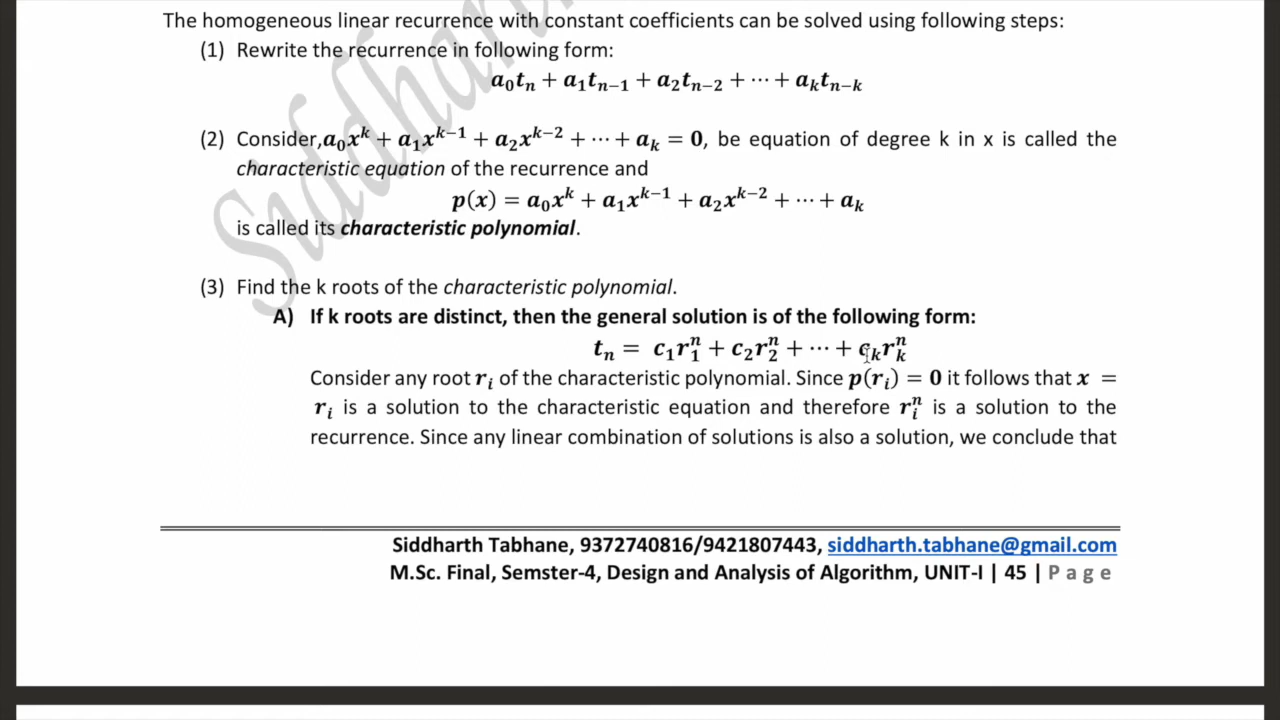 The homogeneous linear recurrence with constant coefficients can be solved using following steps:
(1) Rewrite the recurrence in following form:
a₀tₙ + a₁tₙ₋₁ + a₂tₙ₋₂ + ⋯ + aₖtₙ₋ₖ
(2) Consider,a₀xᵏ + a₁xᵏ⁻¹ + a₂xᵏ⁻² + ⋯ + aₖ = 0, be equation of degree k in x is called the
characteristic equation of the recurrence and
p(x) = a₀xᵏ + a₁xᵏ⁻¹ + a₂xᵏ⁻² + ⋯ + aₖ
is called its characteristic polynomial.
(3) Find the k roots of the characteristic polynomial.
A) If k roots are distinct, then the general solution is of the following form:
tₙ = c₁r₁ⁿ + c₂r₂ⁿ + ⋯ + cₖrₖⁿ
Consider any root rᵢ of the characteristic polynomial. Since p(rᵢ) = 0 it follows that x =
rᵢ is a solution to the characteristic equation and therefore rᵢⁿ is a solution to the
recurrence. Since any linear combination of solutions is also a solution, we conclude that
Siddharth Tabhane, 9372740816/9421807443, siddharth.tabhane@gmail.com
M.Sc. Final, Semster-4, Design and Analysis of Algorithm, UNIT-I | 45 | P a g e